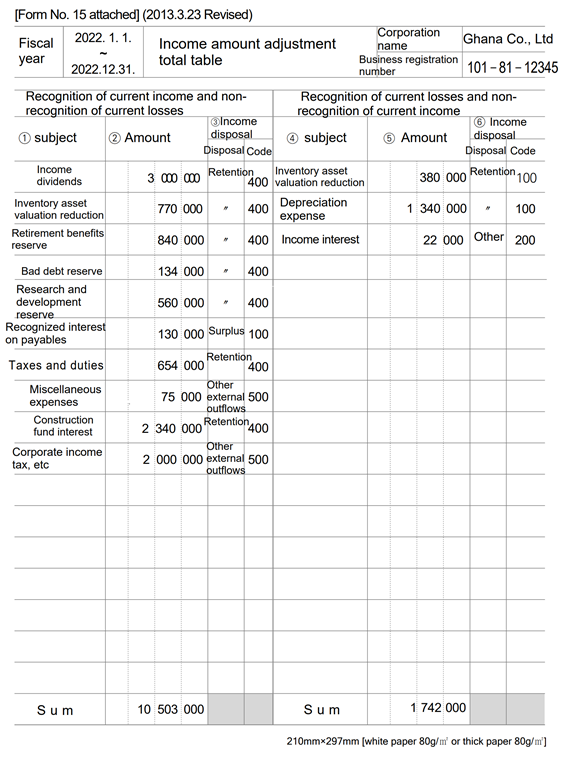 [Form No. 15 attached] (2013.3.23 Revised)
Fiscal year
2022. 1. 1.
~
2022.12.31.
Income amount adjustment total table
Corporation name
Ghana Co., Ltd
Business registration number
101－81－12345
Recognition of current income and non-recognition of current losses
Recognition of current losses and non-recognition of current income
① subject ② Amount ③Income disposal ④ subject ⑤ Amount ⑥ Income disposal
Disposal Code Disposal Code
Income dividends 3 000 000 Retention 400 Inventory asset valuation reduction 380 000 Retention 100
Inventory asset valuation reduction 770 000 〃 400 Depreciation expense 1 340 000 〃 100
Retirement benefits reserve 840 000 〃 400 Income interest 22 000 Other 200
Bad debt reserve 134 000 〃 400
Research and development reserve 560 000 〃 400
Recognized interest on payables 130 000 Surplus 100
Taxes and duties 654 000 Retention 400
Miscellaneous expenses 75 000 Other external outflows 500
Construction fund interest 2 340 000 Retention 400
Corporate income tax, etc 2 000 000 Other external outflows 500
Sum 10 503 000 Sum 1 742 000
210mm×297mm [white paper 80g/㎡ or thick paper 80g/㎡]